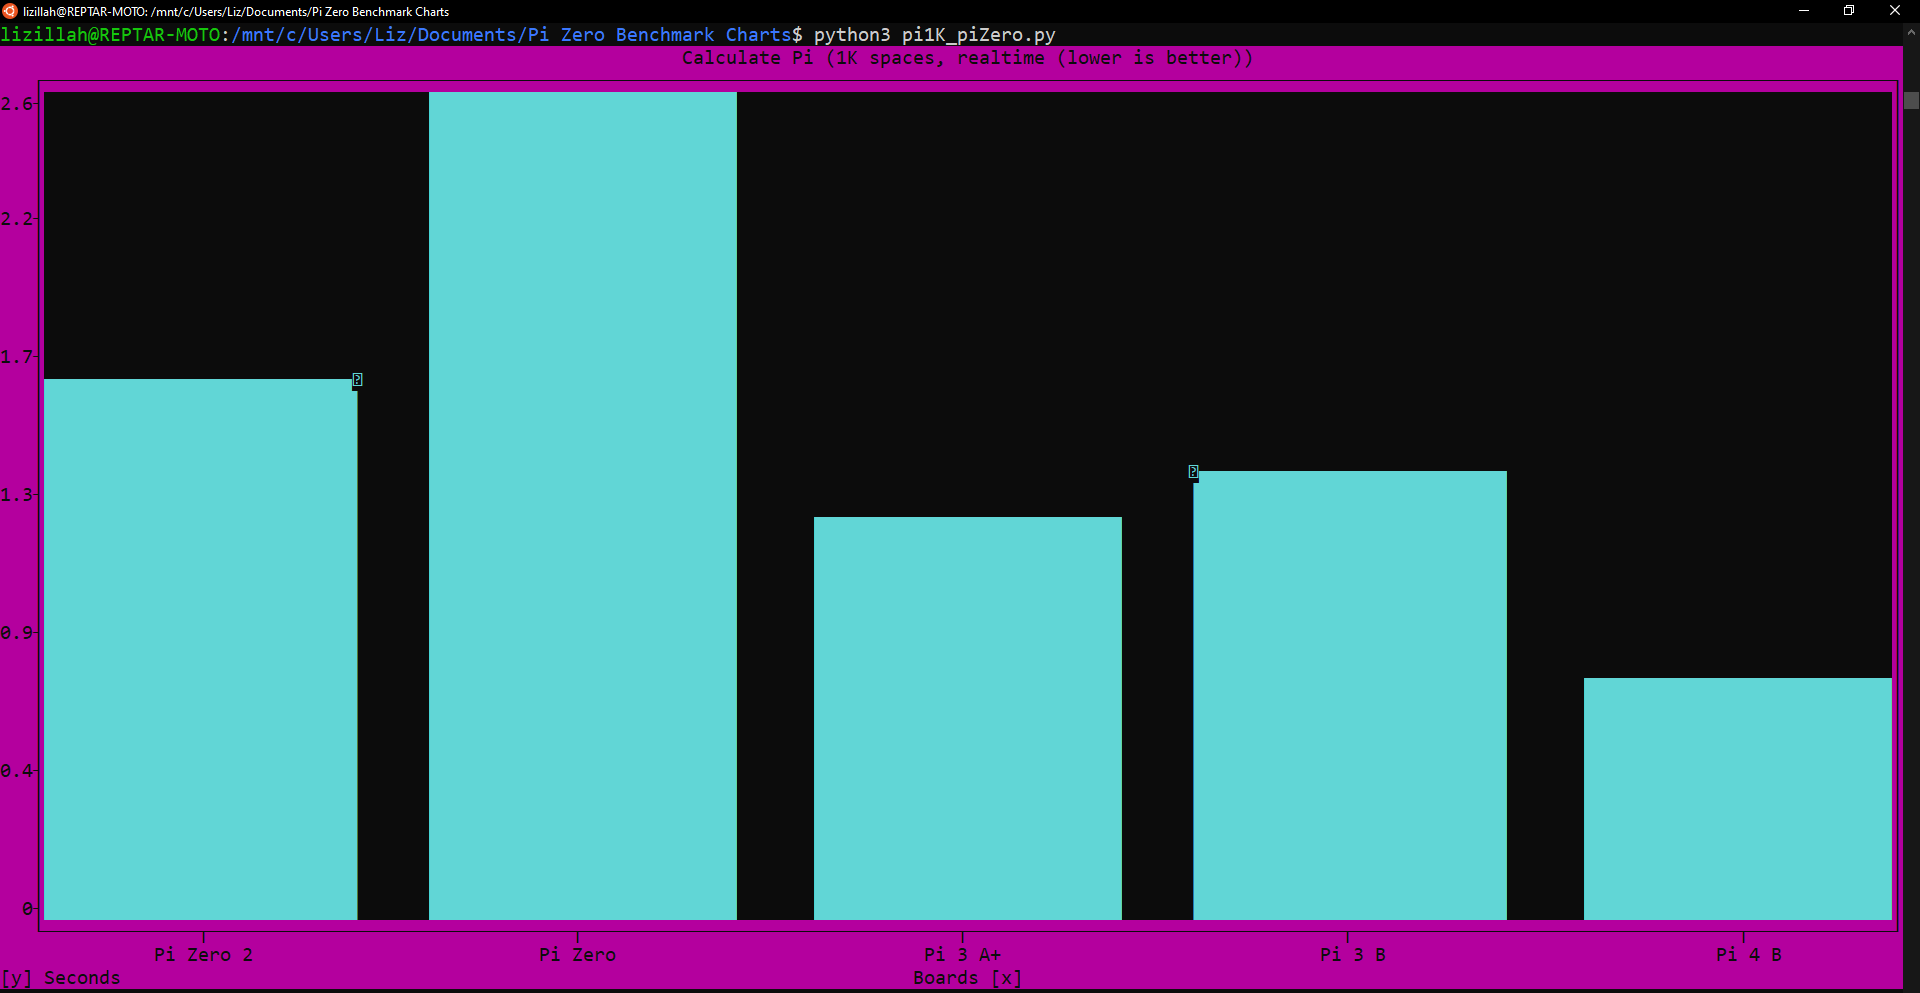 lizillah@REPTAR-MOTO: /mnt/c/Users/Liz/Documents/Pi Zero Benchmark Charts
lizillah@REPTAR-MOTO:/mnt/c/Users/Liz/Documents/Pi Zero Benchmark Charts$ python3 pi1K_piZero.py
Calculate Pi (1K spaces, realtime (lower is better))
2.6
2.2
1.7
1.3
0.9
0.4
0
Pi Zero 2 Pi Zero Pi 3 A+ Pi 3 B Pi 4 B
[y] Seconds Boards [x]